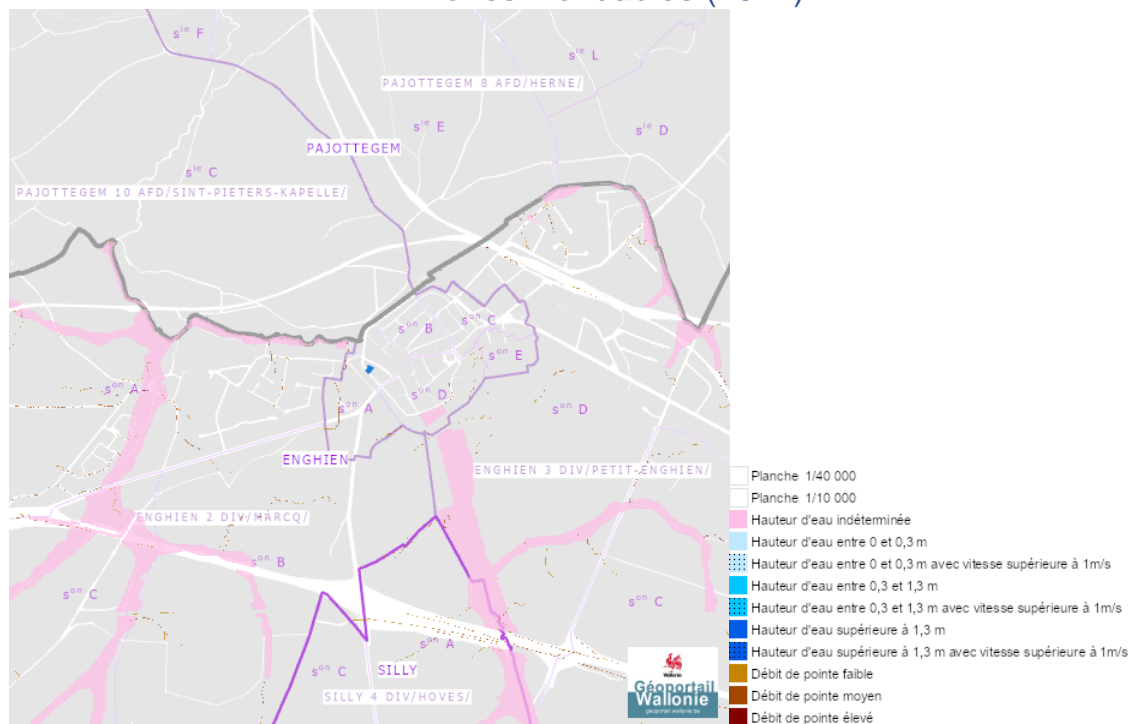 s^ie F
s^ie L
PAJOTTEGEM 8 AFD/HERNE/
s^ie E
s^ie D
PAJOTTEGEM
s^ie C
PAJOTTEGEM 10 AFD/SINT-PIETERS-KAPELLE/
s^on B
s^on C
s^on E
s^on A
s^on D
s^on A
s^on D
ENGHIEN
ENGHIEN 3 DIV/PETIT-ENGHIEN/
ENGHIEN 2 DIV/MARCQ/
s^on B
s^on C
s^on C
s^on A
s^on C
SILLY
SILLY 4 DIV/HOVES/
Wallonie
Géoportail
Wallonie
geoportail.wallonie.be
Planche 1/40 000
Planche 1/10 000
Hauteur d'eau indéterminée
Hauteur d'eau entre 0 et 0,3 m
Hauteur d'eau entre 0 et 0,3 m avec vitesse supérieure à 1m/s
Hauteur d'eau entre 0,3 et 1,3 m
Hauteur d'eau entre 0,3 et 1,3 m avec vitesse supérieure à 1m/s
Hauteur d'eau supérieure à 1,3 m
Hauteur d'eau supérieure à 1,3 m avec vitesse supérieure à 1m/s
Débit de pointe faible
Débit de pointe moyen
Débit de pointe élevé